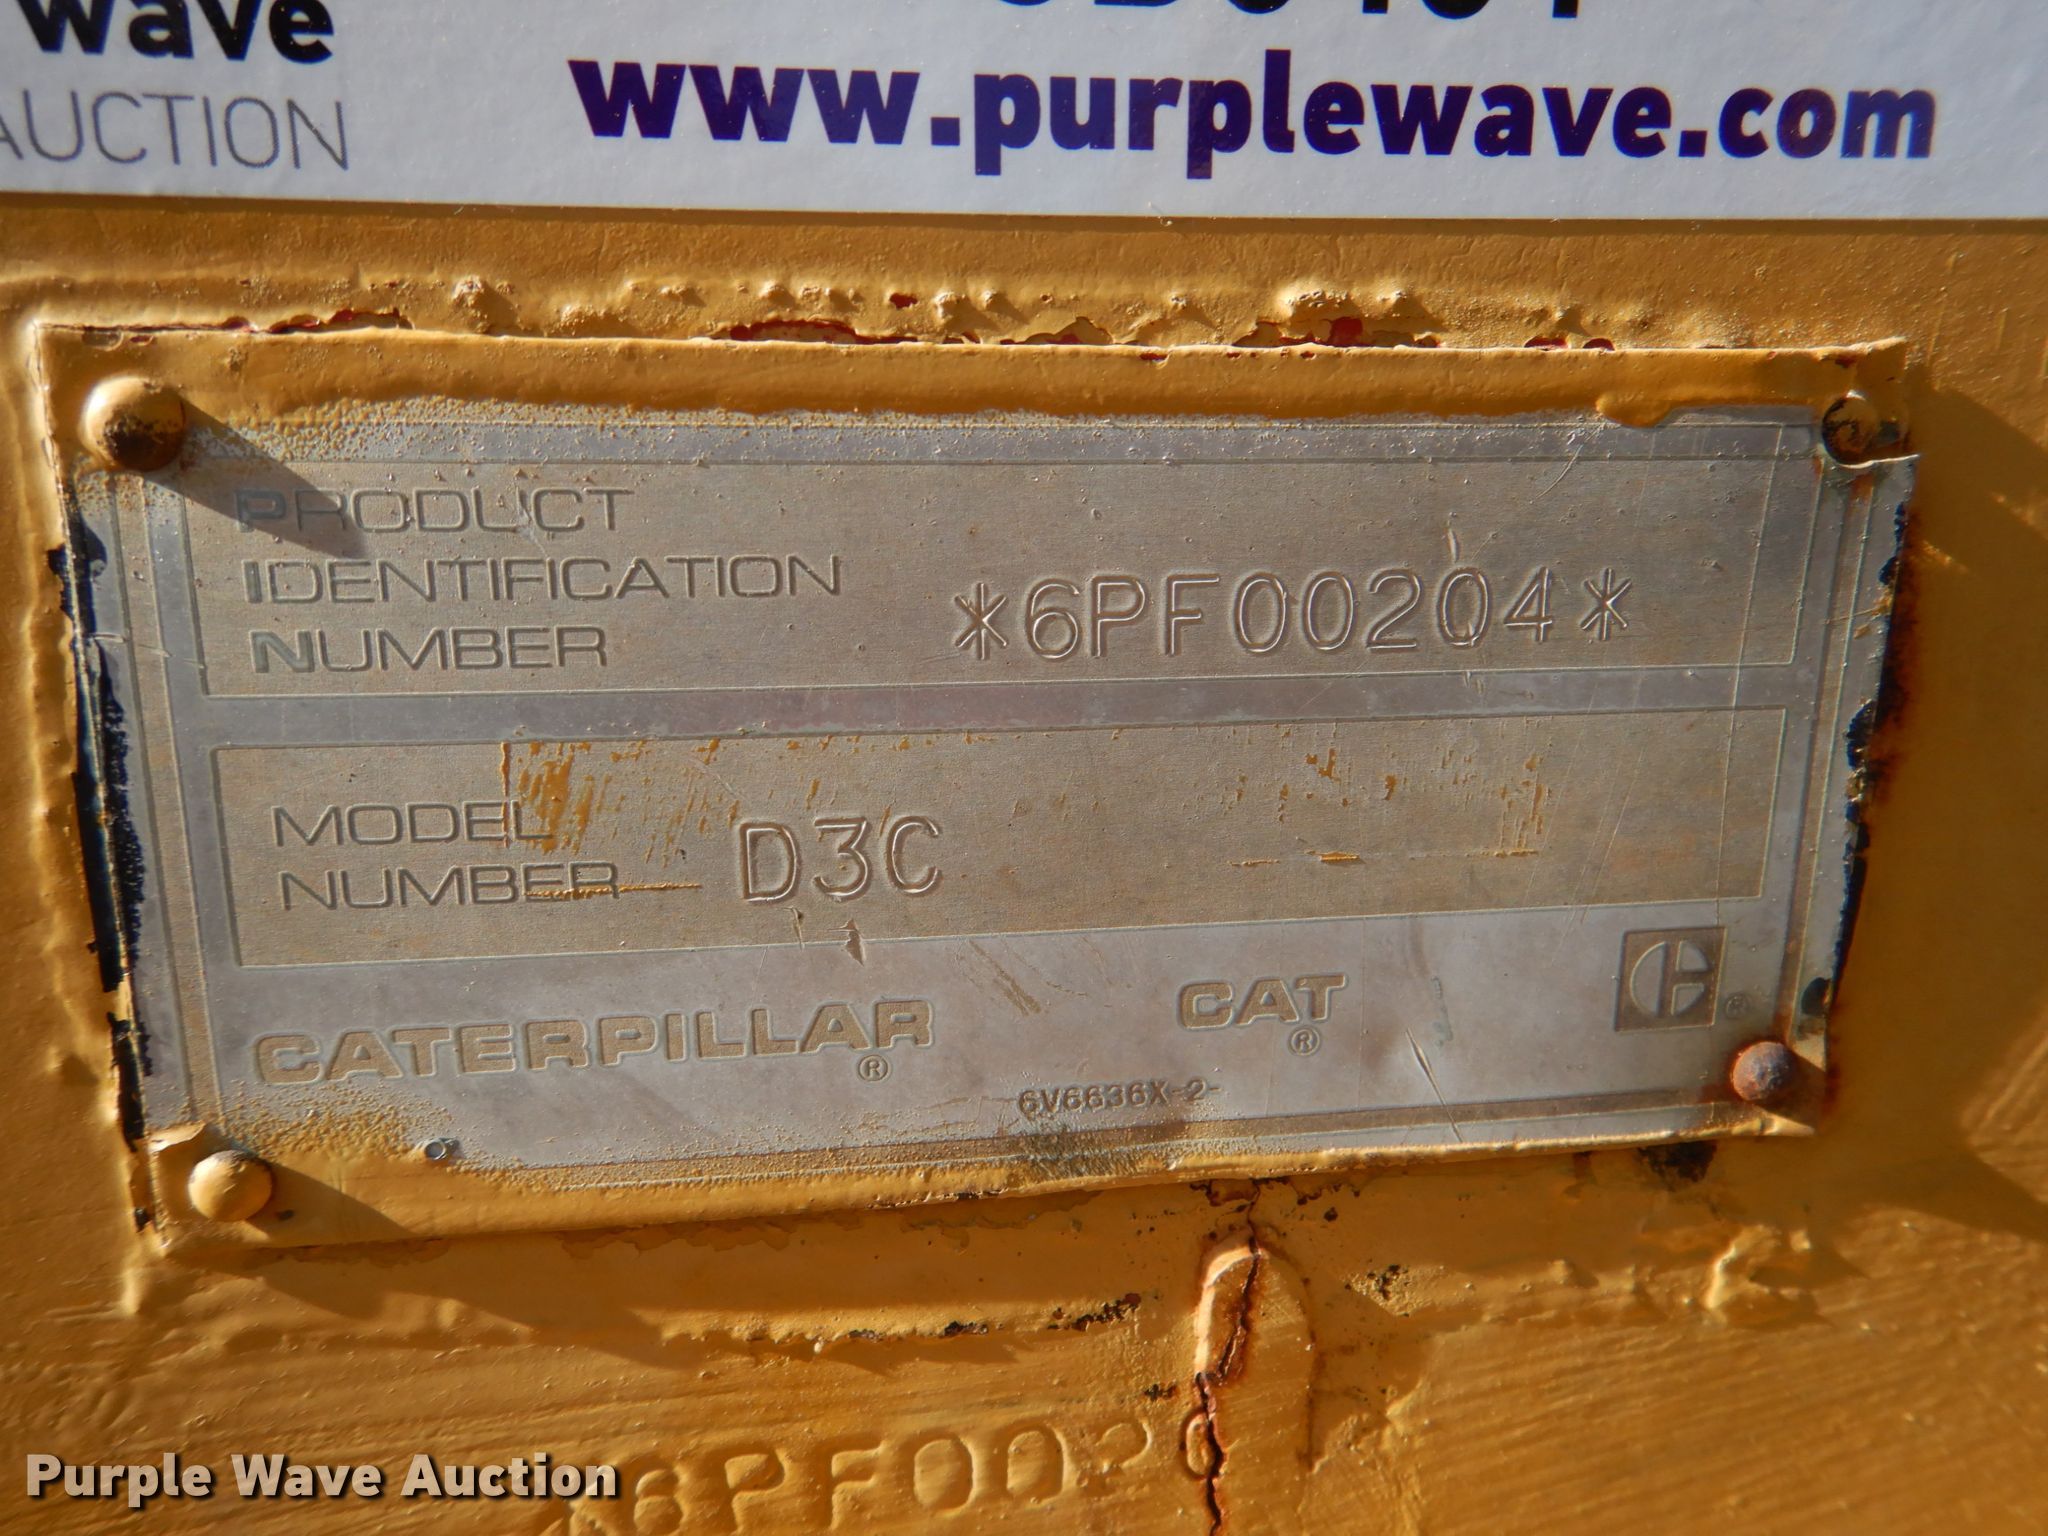 wave
AUCTION
www.purplewave.com
PRODUCT
IDENTIFICATION
NUMBER
*6PF00204*
MODEL
NUMBER
D3C
CATERPILLAR®
CAT®
®
6V6636X-2-
6PF0020
Purple Wave Auction